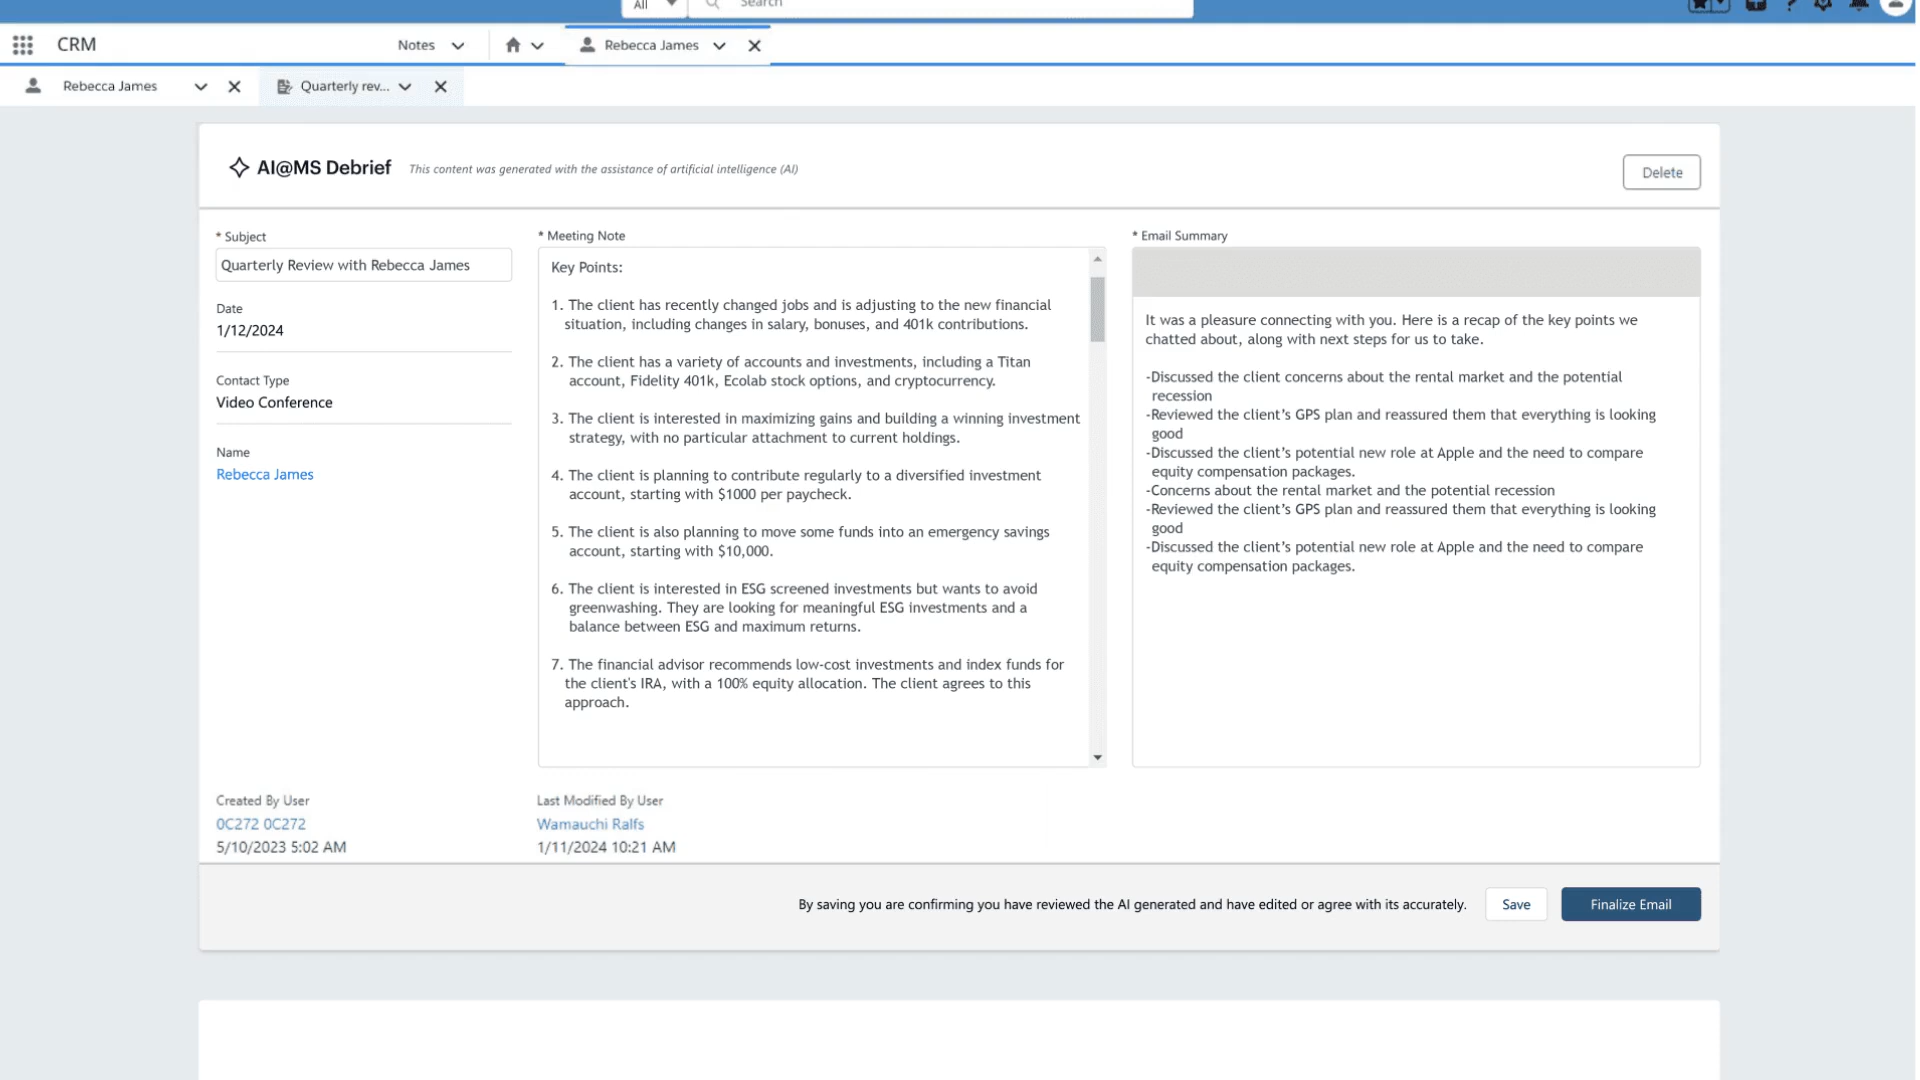 All
Search
CRM
Notes
Rebecca James
Rebecca James
Quarterly rev...
AI@MS Debrief
This content was generated with the assistance of artificial intelligence (AI)
Delete
* Subject
Quarterly Review with Rebecca James
Date
1/12/2024
Contact Type
Video Conference
Name
Rebecca James
* Meeting Note
Key Points:
1. The client has recently changed jobs and is adjusting to the new financial
situation, including changes in salary, bonuses, and 401k contributions.
2. The client has a variety of accounts and investments, including a Titan
account, Fidelity 401k, Ecolab stock options, and cryptocurrency.
3. The client is interested in maximizing gains and building a winning investment
strategy, with no particular attachment to current holdings.
4. The client is planning to contribute regularly to a diversified investment
account, starting with $1000 per paycheck.
5. The client is also planning to move some funds into an emergency savings
account, starting with $10,000.
6. The client is interested in ESG screened investments but wants to avoid
greenwashing. They are looking for meaningful ESG investments and a
balance between ESG and maximum returns.
7. The financial advisor recommends low-cost investments and index funds for
the client's IRA, with a 100% equity allocation. The client agrees to this
approach.
* Email Summary
It was a pleasure connecting with you. Here is a recap of the key points we
chatted about, along with next steps for us to take.
-Discussed the client concerns about the rental market and the potential
recession
-Reviewed the client’s GPS plan and reassured them that everything is looking
good
-Discussed the client’s potential new role at Apple and the need to compare
equity compensation packages.
-Concerns about the rental market and the potential recession
-Reviewed the client’s GPS plan and reassured them that everything is looking
good
-Discussed the client’s potential new role at Apple and the need to compare
equity compensation packages.
Created By User
0C272 0C272
5/10/2023 5:02 AM
Last Modified By User
Wamauchi Ralfs
1/11/2024 10:21 AM
By saving you are confirming you have reviewed the AI generated and have edited or agree with its accurately.
Save
Finalize Email